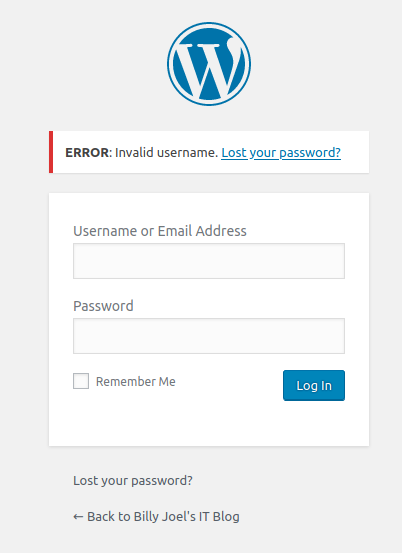 ERROR: Invalid username. Lost your password?
Username or Email Address
Password
Remember Me
Log In
Lost your password?
← Back to Billy Joel's IT Blog